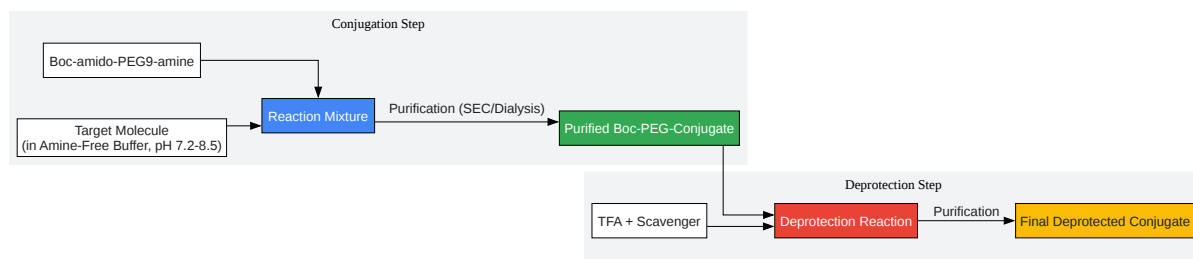 Conjugation Step
Boc-amido-PEG9-amine
Reaction Mixture
Purification (SEC/Dialysis)
Purified Boc-PEG-Conjugate
Target Molecule
(in Amine-Free Buffer, pH 7.2-8.5)
Deprotection Step
TFA + Scavenger
Deprotection Reaction
Purification
Final Deprotected Conjugate